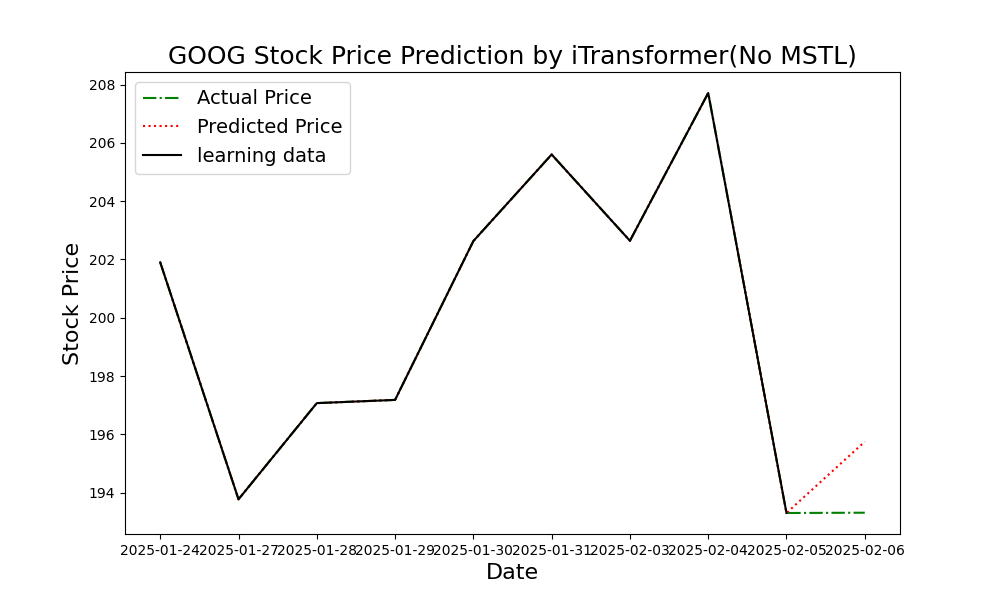 GOOG Stock Price Prediction by iTransformer(No MSTL)
Actual Price
Predicted Price
learning data
208
206
204
202
200
198
196
194
Stock Price
2025-01-24 2025-01-27 2025-01-28 2025-01-29 2025-01-30 2025-01-31 2025-02-03 2025-02-04 2025-02-05 2025-02-06
Date